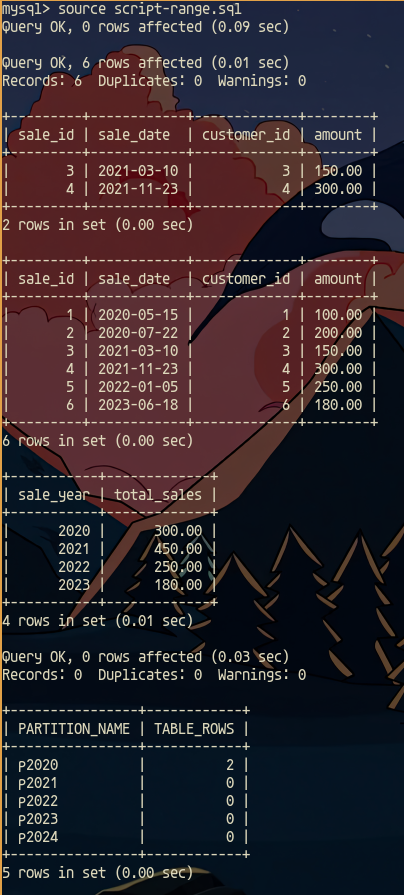 mysql> source script-range.sql
Query OK, 0 rows affected (0.09 sec)

Query OK, 6 rows affected (0.01 sec)
Records: 6  Duplicates: 0  Warnings: 0

+---------+------------+-------------+--------+
| sale_id | sale_date  | customer_id | amount |
+---------+------------+-------------+--------+
|       3 | 2021-03-10 |           3 | 150.00 |
|       4 | 2021-11-23 |           4 | 300.00 |
+---------+------------+-------------+--------+
2 rows in set (0.00 sec)

+---------+------------+-------------+--------+
| sale_id | sale_date  | customer_id | amount |
+---------+------------+-------------+--------+
|         | 2020-05-15 |           1 | 100.00 |
|       2 | 2020-07-22 |           2 | 200.00 |
|       3 | 2021-03-10 |           3 | 150.00 |
|       4 | 2021-11-23 |           4 | 300.00 |
|       5 | 2022-01-05 |           5 | 250.00 |
|       6 | 2023-06-18 |           6 | 180.00 |
+---------+------------+-------------+--------+
6 rows in set (0.00 sec)

+-----------+-------------+
| sale_year | total_sales |
+-----------+-------------+
|      2020 |      300.00 |
|      2021 |      450.00 |
|      2022 |      250.00 |
|      2023 |      180.00 |
+-----------+-------------+
4 rows in set (0.01 sec)

Query OK, 0 rows affected (0.03 sec)
Records: 0  Duplicates: 0  Warnings: 0

+----------------+------------+
| PARTITION_NAME | TABLE_ROWS |
+----------------+------------+
| p2020          |          2 |
| p2021          |          0 |
| p2022          |          0 |
| p2023          |          0 |
| p2024          |          0 |
+----------------+------------+
5 rows in set (0.00 sec)